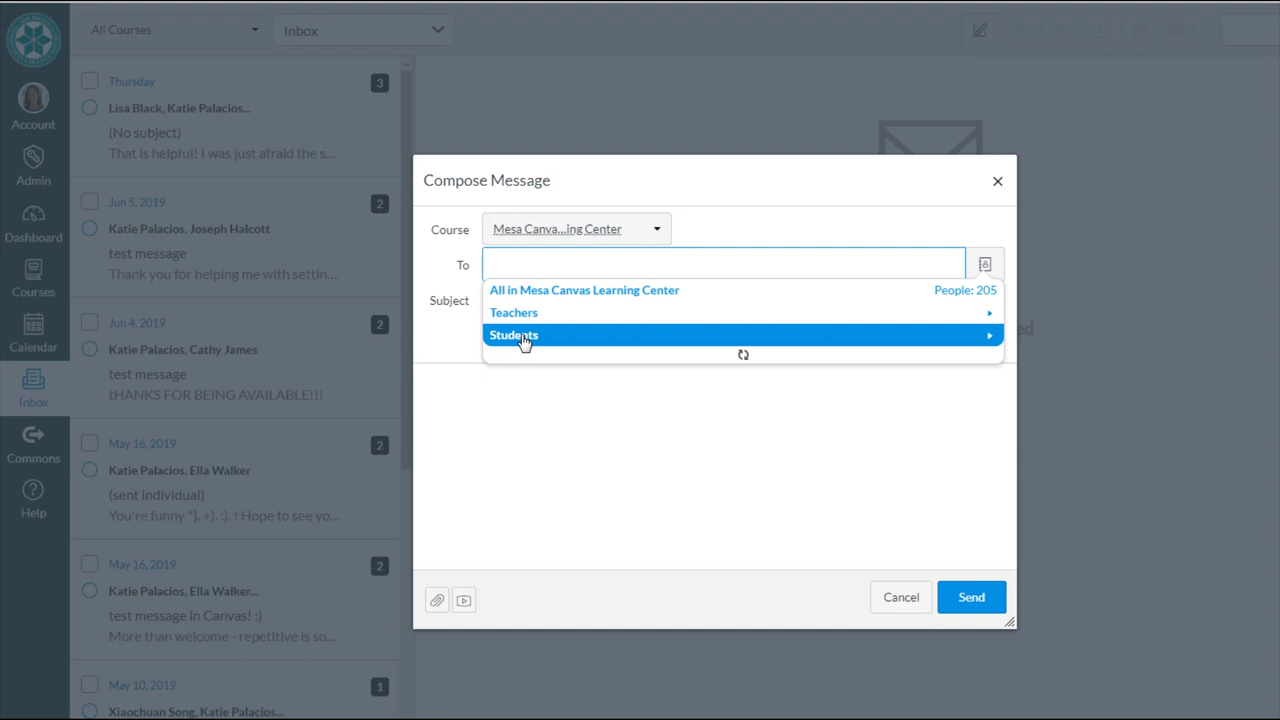 All Courses
Inbox
Account
Admin
Dashboard
Courses
Calendar
Inbox
Commons
Help
Thursday
3
Lisa Black, Katie Palacios...
(No subject)
That is helpful! I was just afraid the s...
Jun 5, 2019
2
Katie Palacios, Joseph Halcott
test message
Thank you for helping me with settin...
Jun 4, 2019
2
Katie Palacios, Cathy James
test message
tHANKS FOR BEING AVAILABLE!!!
May 16, 2019
2
Katie Palacios, Ella Walker
(sent individual)
You're funny "}. +}. :}. ! Hope to see yo...
May 16, 2019
2
Katie Palacios, Ella Walker...
test message in Canvas! :)
More than welcome - repetitive is so...
May 10, 2019
1
Xiaochuan Song, Katie Palacios...
Compose Message
Course
Mesa Canva...ing Center
To
Subject
All in Mesa Canvas Learning Center
People: 205
Teachers
Students
Cancel
Send